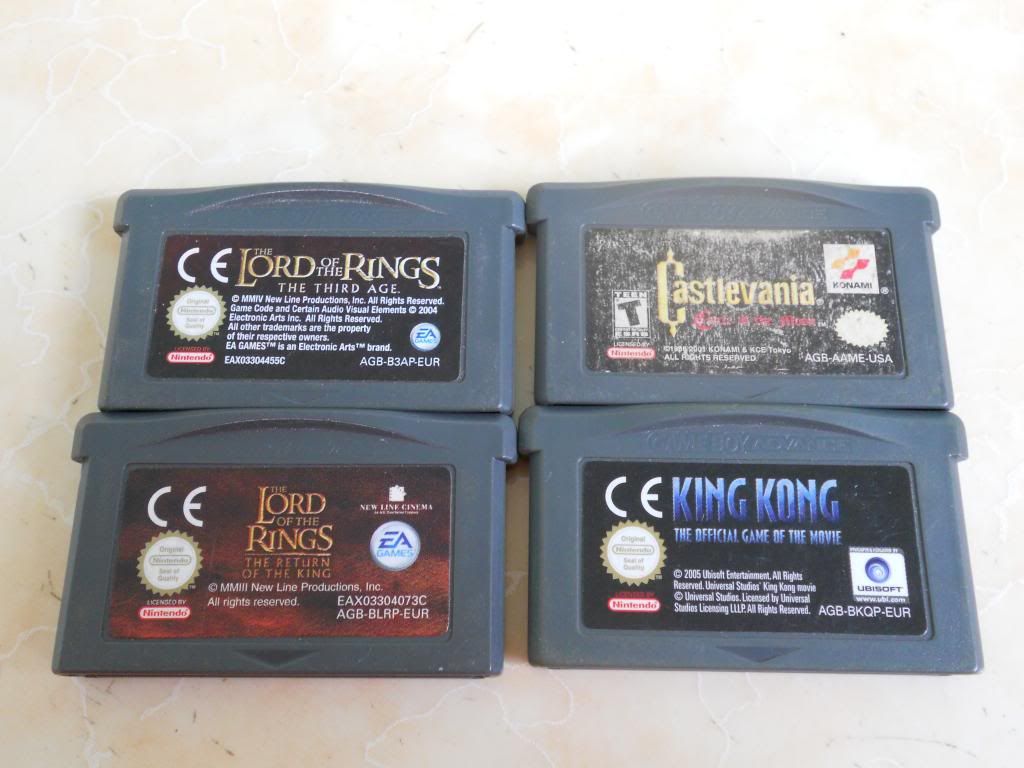 CE
THE
LORD OF THE RINGS
THE THIRD AGE
© MMIV New Line Productions, Inc. All Rights Reserved.
Game Code and Certain Audio Visual Elements © 2004
Electronic Arts Inc. All Rights Reserved.
All other trademarks are the property
of their respective owners.
EA GAMES™ is an Electronic Arts™ brand.
Original
Nintendo
Seal of
Quality
LICENSED BY
Nintendo
EA
GAMES
EAX03304455C
AGB-B3AP-EUR
Castlevania
KONAMI®
TEEN
T
ESRB
LICENSED BY
Nintendo
©1986 2001 KONAMI & KCE Tokyo
ALL RIGHTS RESERVED
AGB-AAME-USA
CE
THE
LORD
OF THE
RINGS
THE RETURN
OF THE KING
NEW LINE CINEMA
EA
GAMES
Original
Nintendo
Seal of
Quality
LICENSED BY
Nintendo
© MMIII New Line Productions, Inc.
All rights reserved.
EAX03304073C
AGB-BLRP-EUR
GAME BOY ADVANCE
CE
KING KONG
THE OFFICIAL GAME OF THE MOVIE
Original
Nintendo
Seal of
Quality
LICENSED BY
Nintendo
© 2005 Ubisoft Entertainment. All Rights
Reserved. Universal Studios' King Kong movie
© Universal Studios. Licensed by Universal
Studios Licensing LLLP. All Rights Reserved.
UBISOFT
www.ubi.com
AGB-BKQP-EUR